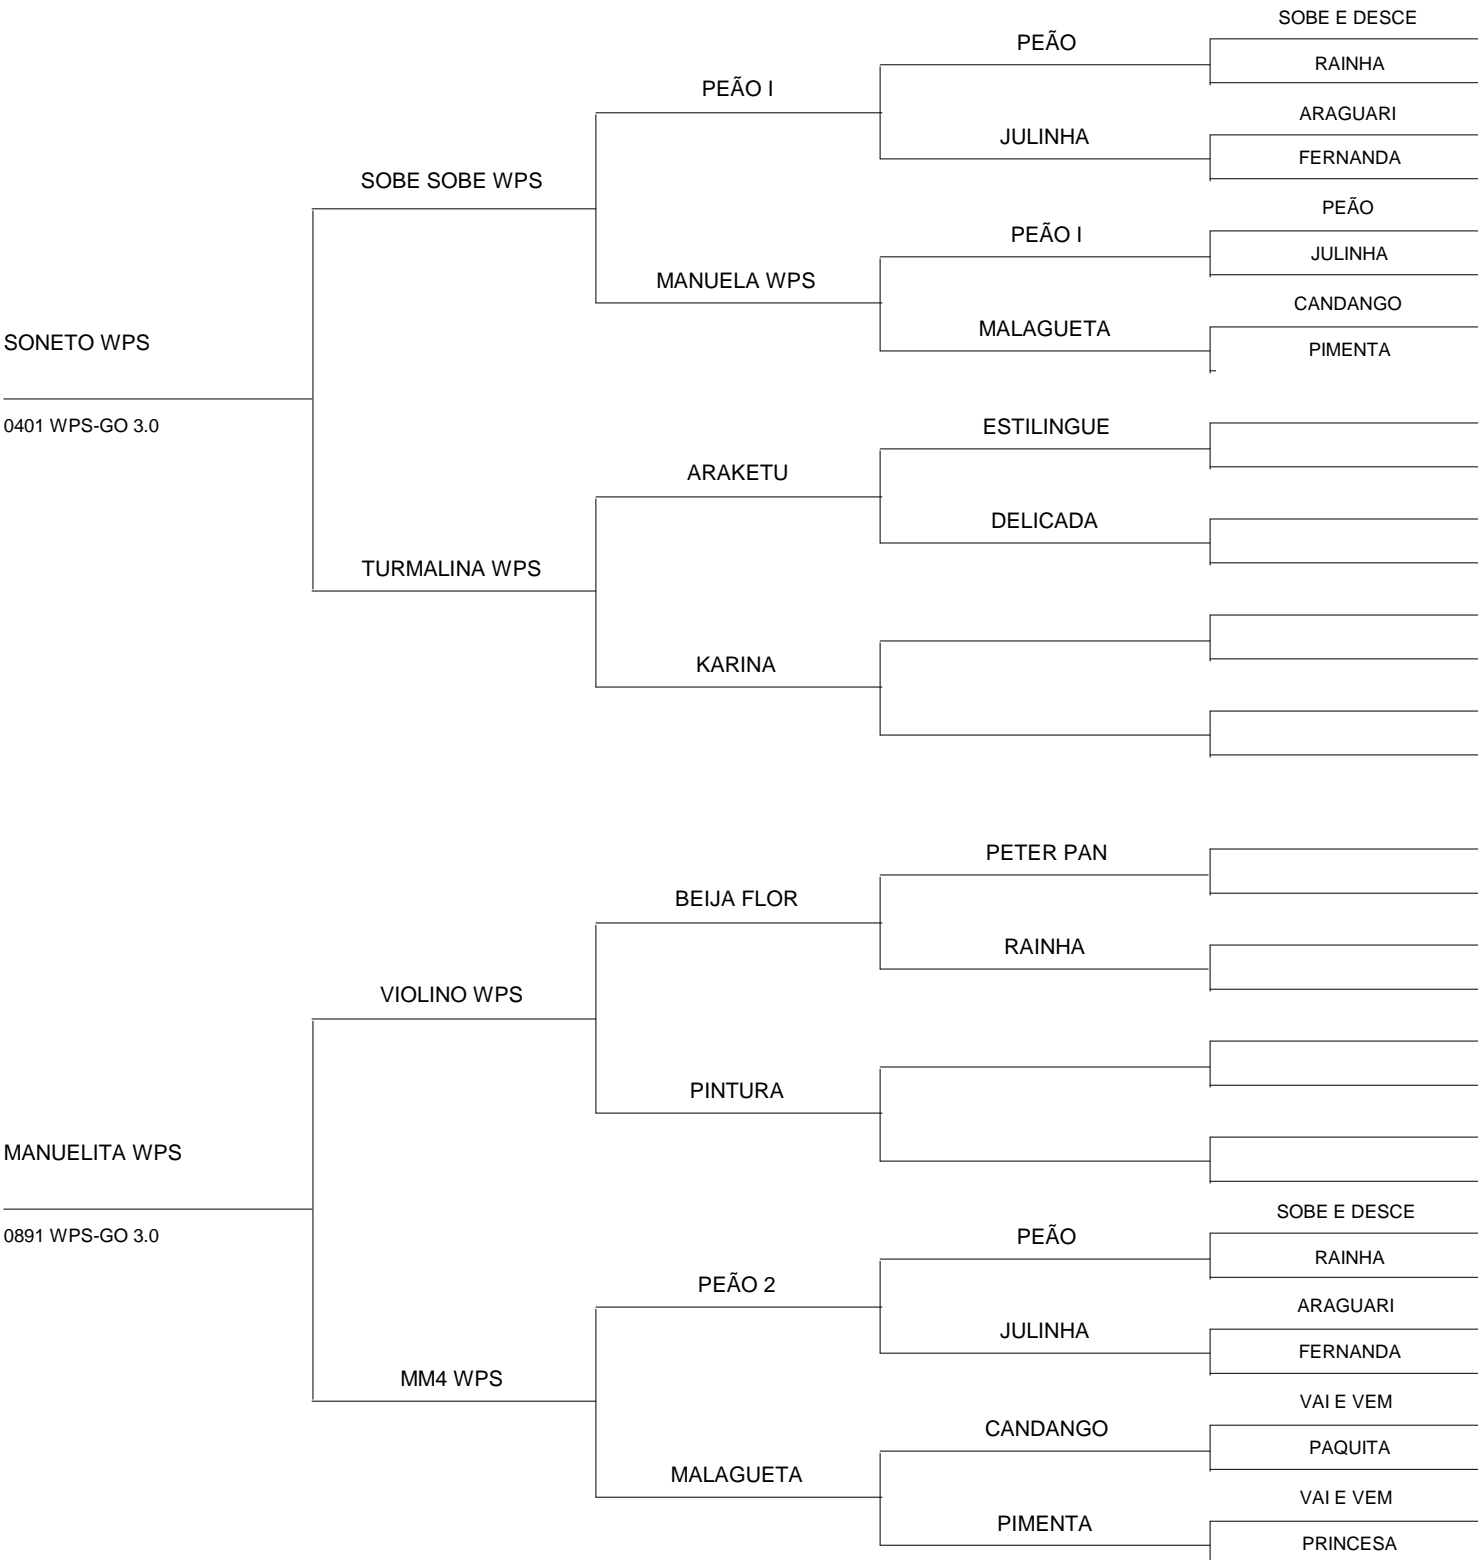 SOBE E DESCE
PEÃO
RAINHA
PEÃO I
ARAGUARI
JULINHA
FERNANDA
SOBE SOBE WPS
PEÃO
PEÃO I
JULINHA
MANUELA WPS
CANDANGO
MALAGUETA
SONETO WPS
PIMENTA
0401 WPS-GO 3.0
ESTILINGUE
ARAKETU
DELICADA
TURMALINA WPS
KARINA
PETER PAN
BEIJA FLOR
RAINHA
VIOLINO WPS
PINTURA
MANUELITA WPS
SOBE E DESCE
0891 WPS-GO 3.0
PEÃO
RAINHA
PEÃO 2
ARAGUARI
JULINHA
FERNANDA
MM4 WPS
VAI E VEM
CANDANGO
PAQUITA
MALAGUETA
VAI E VEM
PIMENTA
PRINCESA